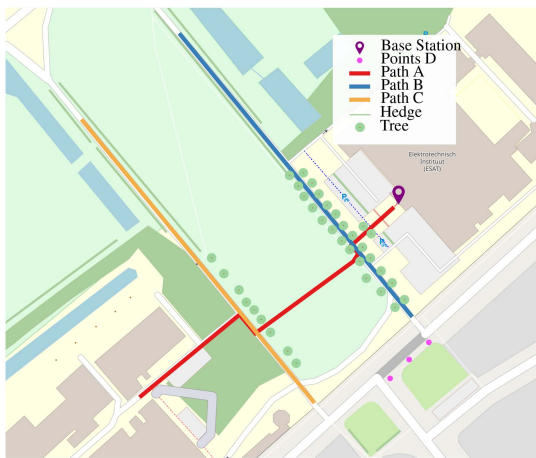 Base Station
Points D
Path A
Path B
Path C
Hedge
Tree
Elektrotechnisch
Instituut
(ESAT)